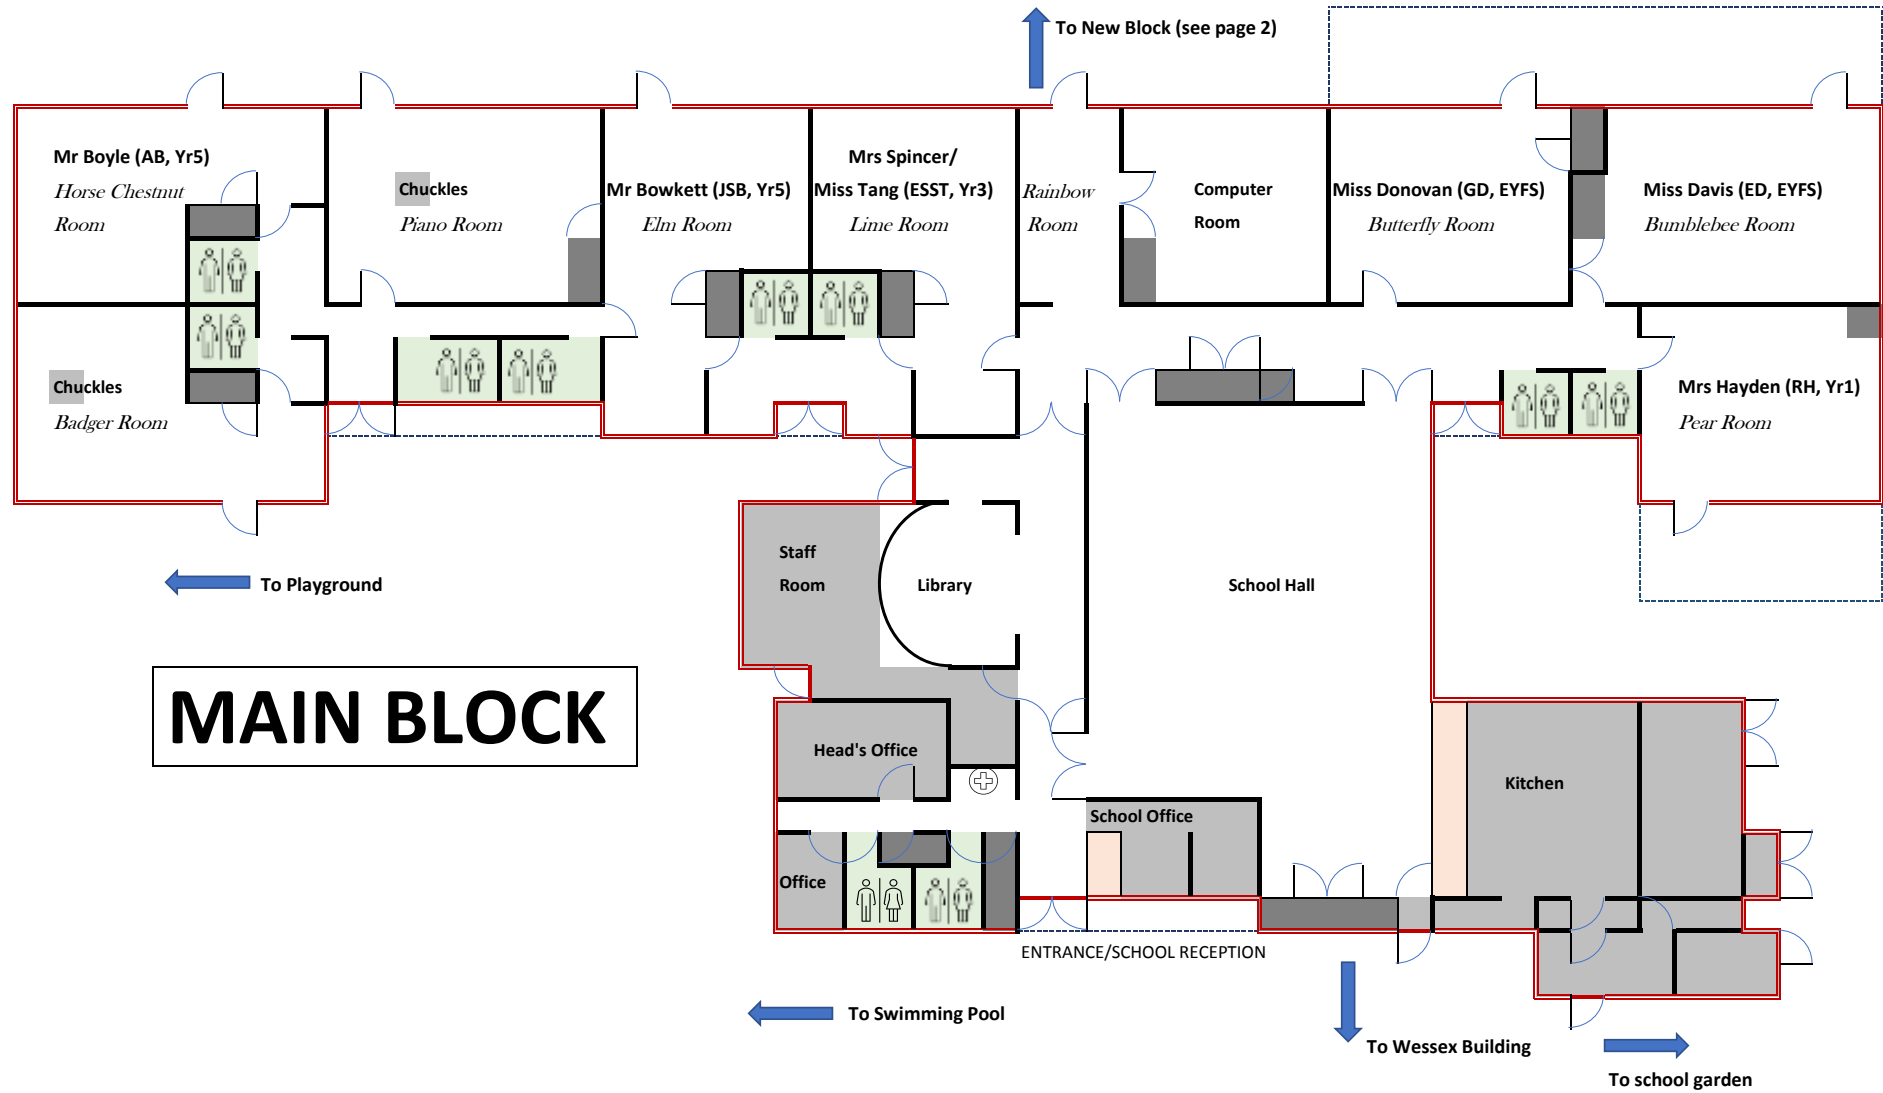 To New Block (see page 2)
Mr Boyle (AB, Yr5)
Horse Chestnut
Room
Chuckles
Piano Room
Mr Bowkett (JSB, Yr5)
Elm Room
Mrs Spincer/
Miss Tang (ESST, Yr3)
Lime Room
Rainbow
Room
Computer
Room
Miss Donovan (GD, EYFS)
Butterfly Room
Miss Davis (ED, EYFS)
Bumblebee Room
Chuckles
Badger Room
Mrs Hayden (RH, Yr1)
Pear Room
To Playground
Staff
Room
Library
School Hall
MAIN BLOCK
Head's Office
Kitchen
School Office
Office
ENTRANCE/SCHOOL RECEPTION
To Swimming Pool
To Wessex Building
To school garden